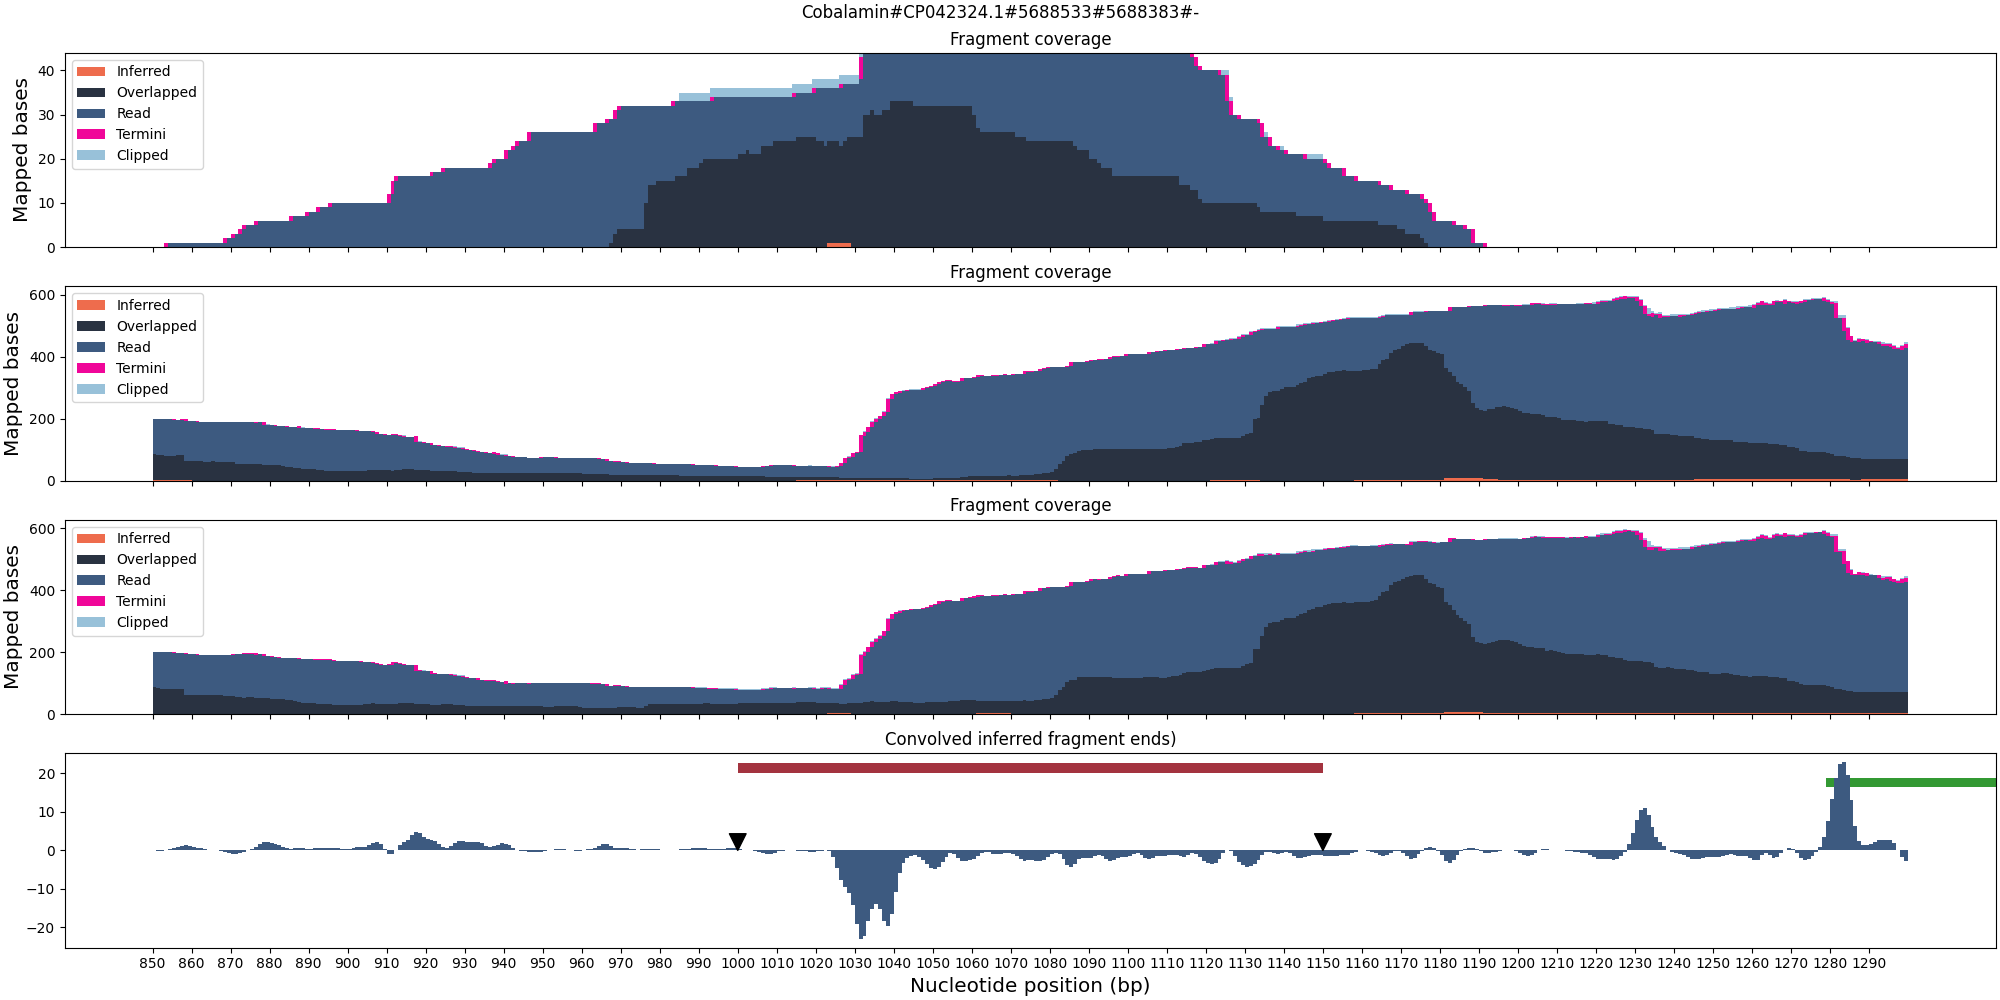 Cobalamin#CP042324.1#5688533#5688383#-
Fragment coverage
Mapped bases
40
30
20
10
0
Inferred
Overlapped
Read
Termini
Clipped
Fragment coverage
Mapped bases
600
400
200
0
Inferred
Overlapped
Read
Termini
Clipped
Fragment coverage
Mapped bases
600
400
200
0
Inferred
Overlapped
Read
Termini
Clipped
Convolved inferred fragment ends)
20
10
0
−10
−20
850 860 870 880 890 900 910 920 930 940 950 960 970 980 990 1000 1010 1020 1030 1040 1050 1060 1070 1080 1090 1100 1110 1120 1130 1140 1150 1160 1170 1180 1190 1200 1210 1220 1230 1240 1250 1260 1270 1280 1290
Nucleotide position (bp)